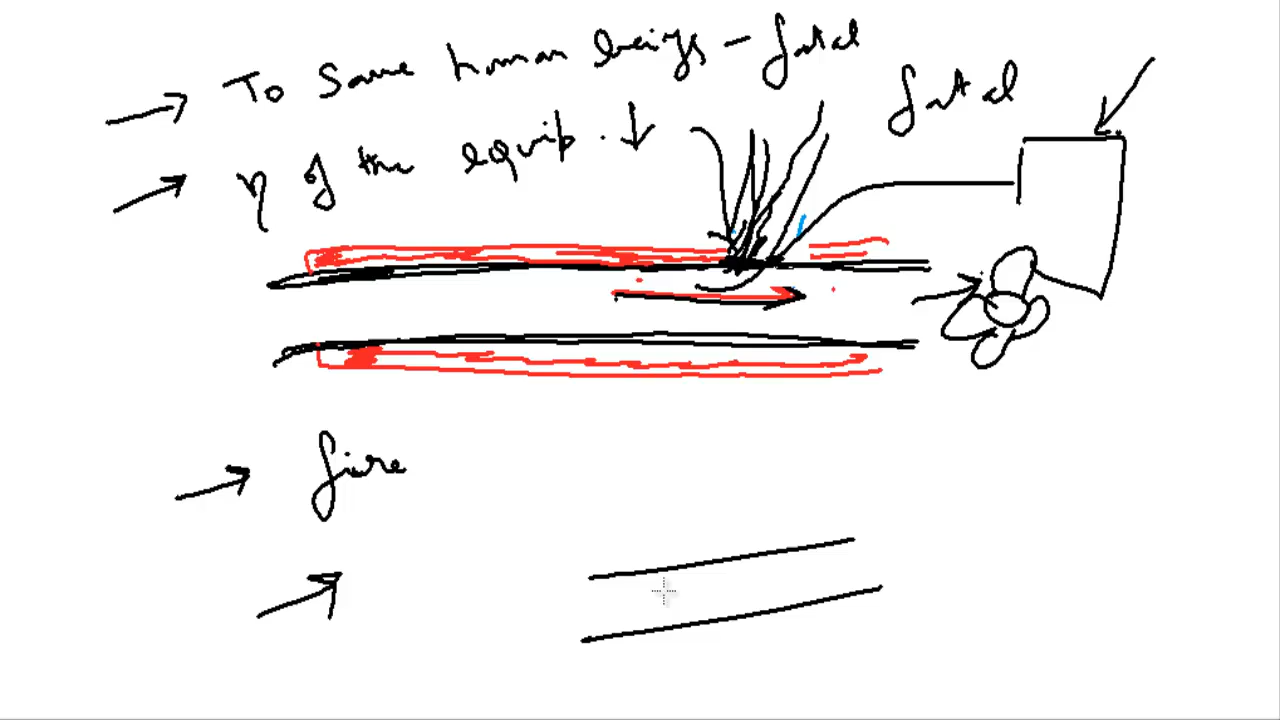 To Save human beings - fatal
fatal
η of the equip. ↓
fire